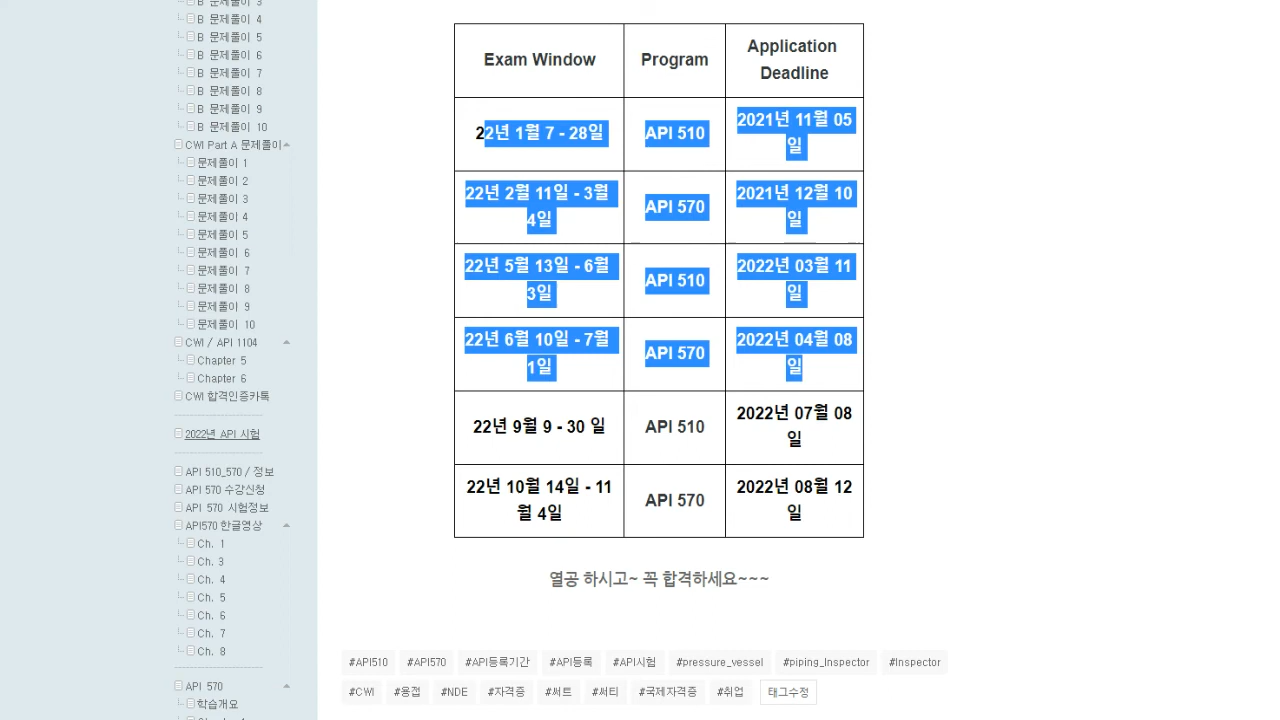 B 문제풀이 3
B 문제풀이 4
B 문제풀이 5
B 문제풀이 6
B 문제풀이 7
B 문제풀이 8
B 문제풀이 9
B 문제풀이 10
CWI Part A 문제풀이
문제풀이 1
문제풀이 2
문제풀이 3
문제풀이 4
문제풀이 5
문제풀이 6
문제풀이 7
문제풀이 8
문제풀이 9
문제풀이 10
CWI / API 1104
Chapter 5
Chapter 6
CWI 합격인증카톡
2022년 API 시험
API 510_570 / 정보
API 570 수강신청
API 570 시험정보
API570 한글영상
Ch. 1
Ch. 3
Ch. 4
Ch. 5
Ch. 6
Ch. 7
Ch. 8
API 570
학습개요
Exam Window
Program
Application
Deadline
22년 1월 7 - 28일
API 510
2021년 11월 05
일
22년 2월 11일 - 3월
4일
API 570
2021년 12월 10
일
22년 5월 13일 - 6월
3일
API 510
2022년 03월 11
일
22년 6월 10일 - 7월
1일
API 570
2022년 04월 08
일
22년 9월 9 - 30 일
API 510
2022년 07월 08
일
22년 10월 14일 - 11
월 4일
API 570
2022년 08월 12
일
열공 하시고~ 꼭 합격하세요~~~
#API510 #API570 #API등록기간 #API등록 #API시험 #pressure_vessel #piping_Inspector #Inspector
#CWI #용접 #NDE #자격증 #써트 #써티 #국제자격증 #취업 태그수정